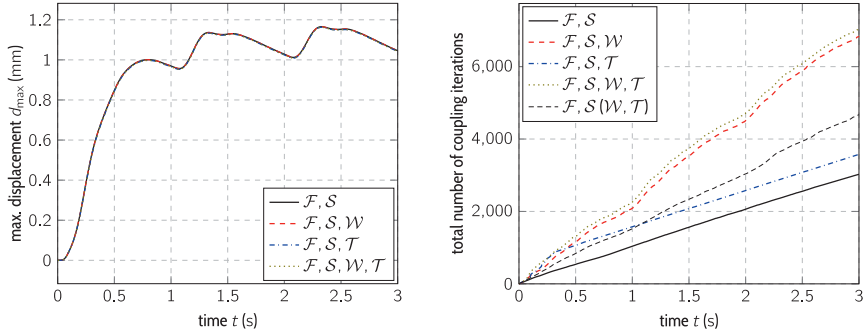 max. displacement d_max (mm)
1.2
1
0.8
0.6
0.4
0.2
0
0
0.5
1
1.5
2
2.5
3
time t (s)
F, S
F, S, W
F, S, T
F, S, W, T
total number of coupling iterations
6,000
4,000
2,000
0
0
0.5
1
1.5
2
2.5
3
time t (s)
F, S
F, S, W
F, S, T
F, S, W, T
F, S (W, T)